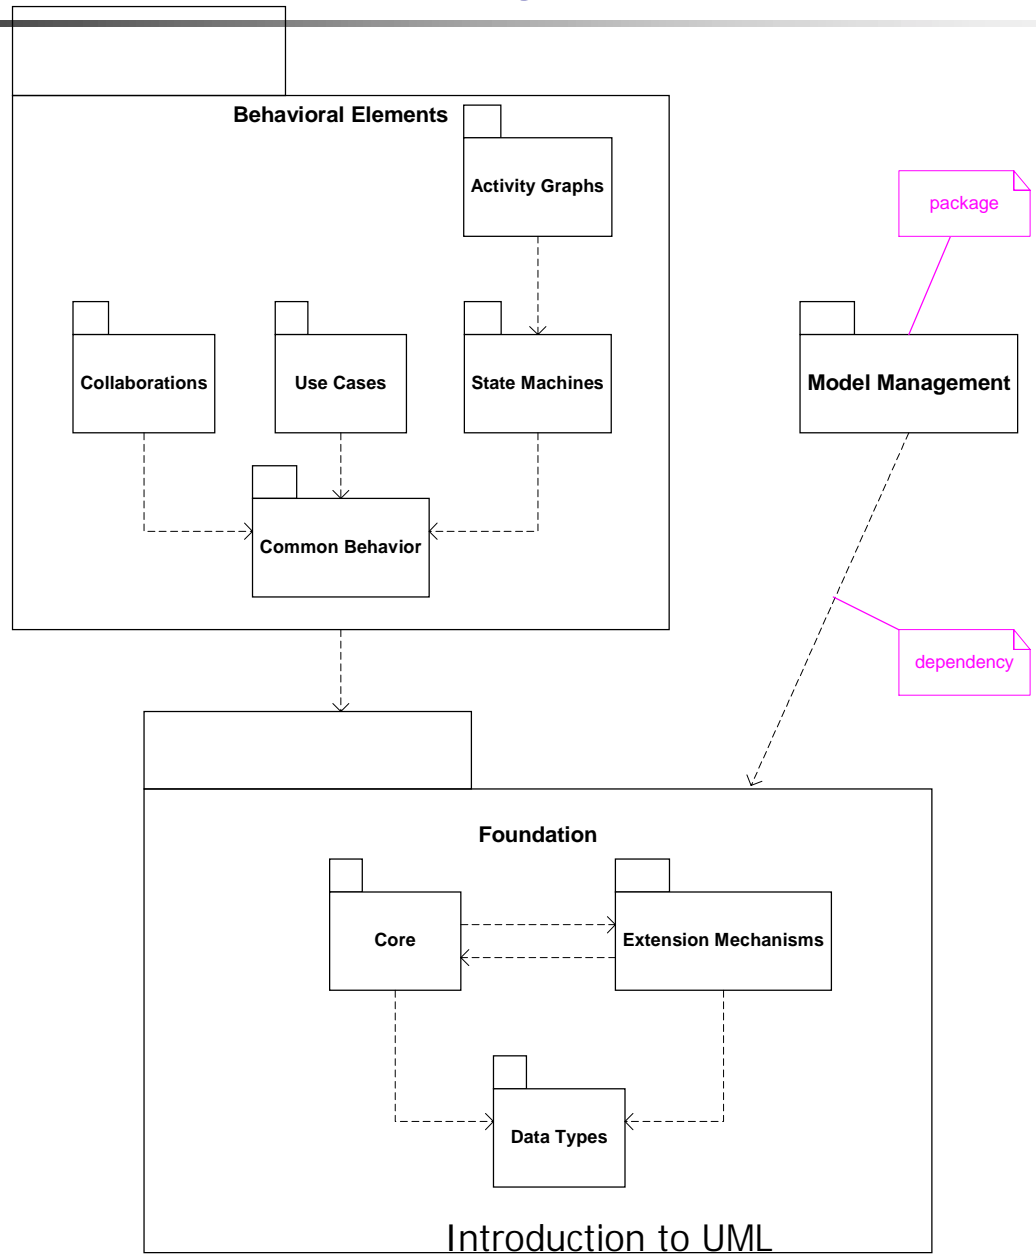 Behavioral Elements
Activity Graphs
package
Collaborations
Use Cases
State Machines
Model Management
Common Behavior
dependency
Foundation
Core
Extension Mechanisms
Data Types
Introduction to UML